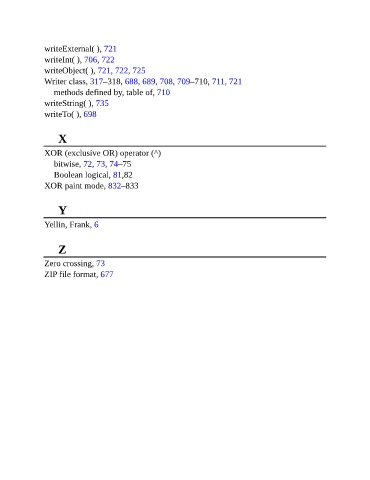 writeExternal( ), 721
writeInt( ), 706, 722
writeObject( ), 721, 722, 725
Writer class, 317–318, 688, 689, 708, 709–710, 711, 721
methods defined by, table of, 710
writeString( ), 735
writeTo( ), 698
X
XOR (exclusive OR) operator (^)
bitwise, 72, 73, 74–75
Boolean logical, 81,82
XOR paint mode, 832–833
Y
Yellin, Frank, 6
Z
Zero crossing, 73
ZIP file format, 677